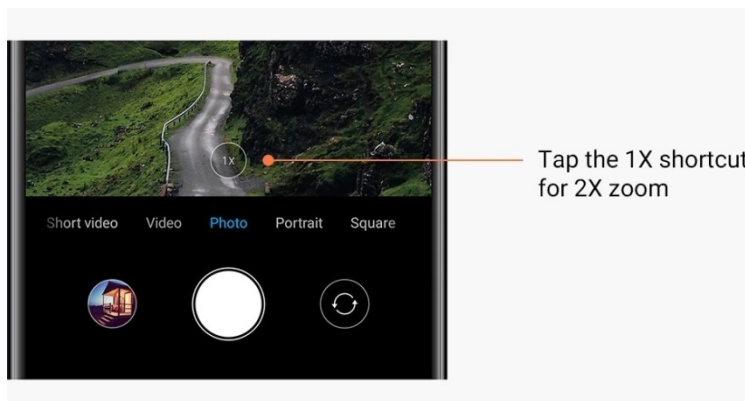 1X
Tap the 1X shortcut
for 2X zoom
Short video Video Photo Portrait Square